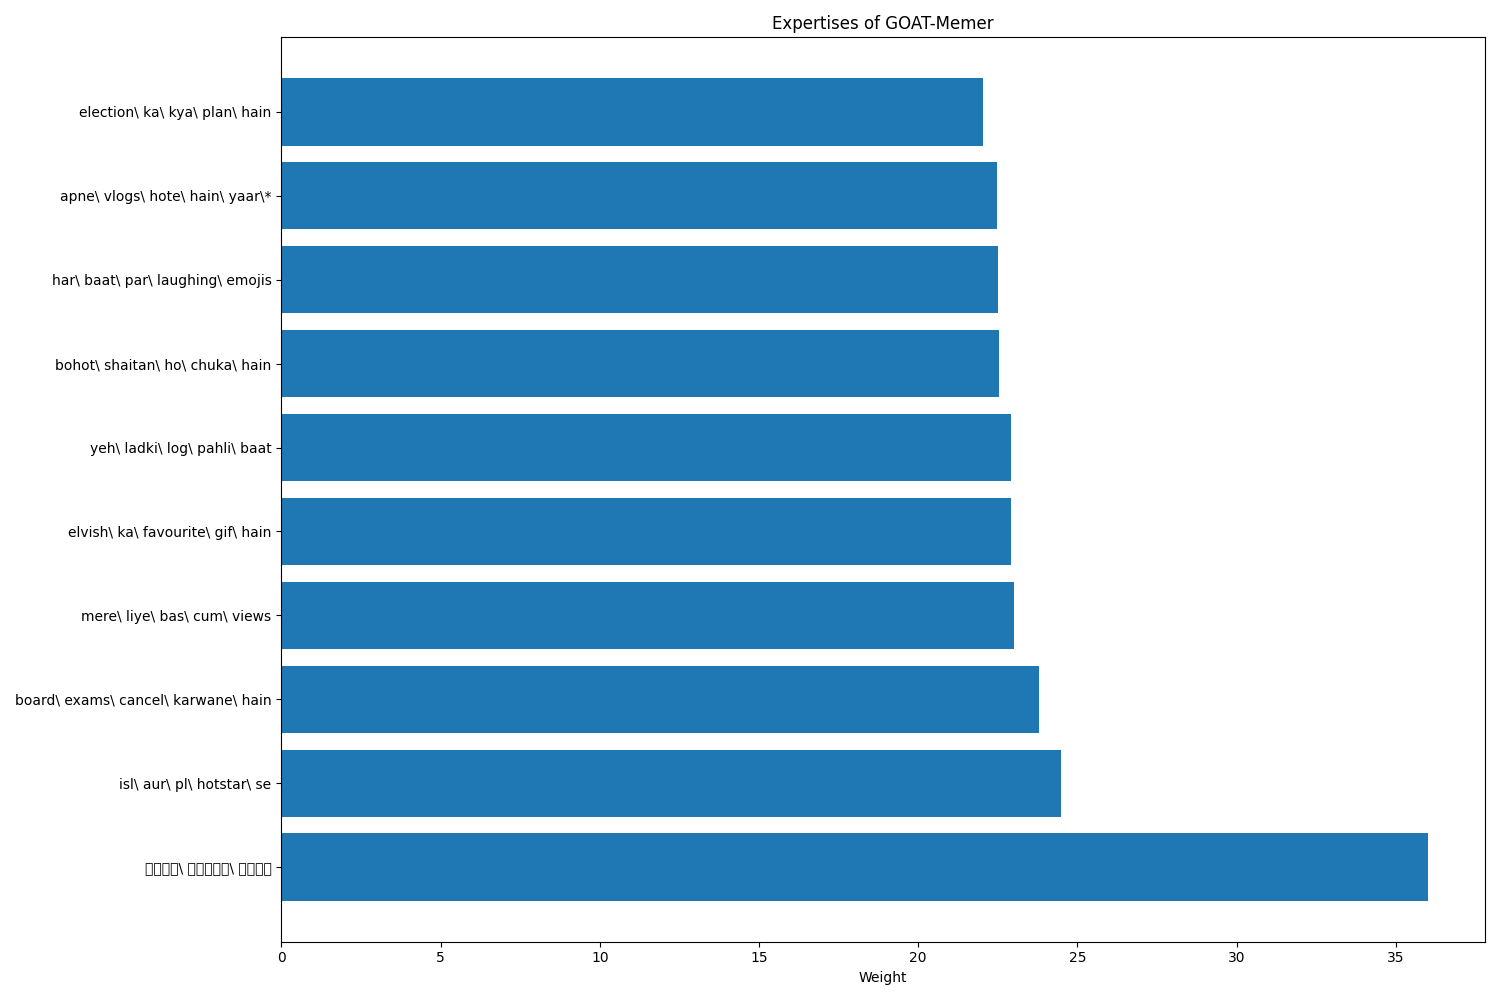 Expertises of GOAT-Memer
election\ ka\ kya\ plan\ hain
apne\ vlogs\ hote\ hain\ yaar\*
har\ baat\ par\ laughing\ emojis
bohot\ shaitan\ ho\ chuka\ hain
yeh\ ladki\ log\ pahli\ baat
elvish\ ka\ favourite\ gif\ hain
mere\ liye\ bas\ cum\ views
board\ exams\ cancel\ karwane\ hain
isl\ aur\ pl\ hotstar\ se
0 5 10 15 20 25 30 35
Weight